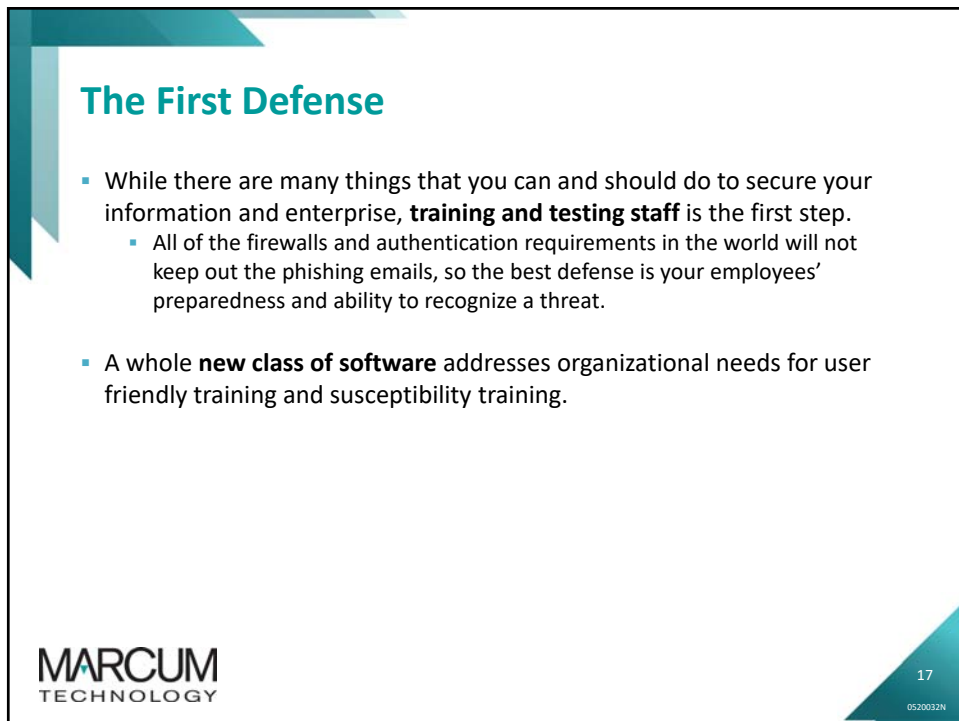 The First Defense
▪ While there are many things that you can and should do to secure your
information and enterprise, training and testing staff is the first step.
▪ All of the firewalls and authentication requirements in the world will not
keep out the phishing emails, so the best defense is your employees’
preparedness and ability to recognize a threat.
▪ A whole new class of software addresses organizational needs for user
friendly training and susceptibility training.
MARCUM
TECHNOLOGY
17
0520032N